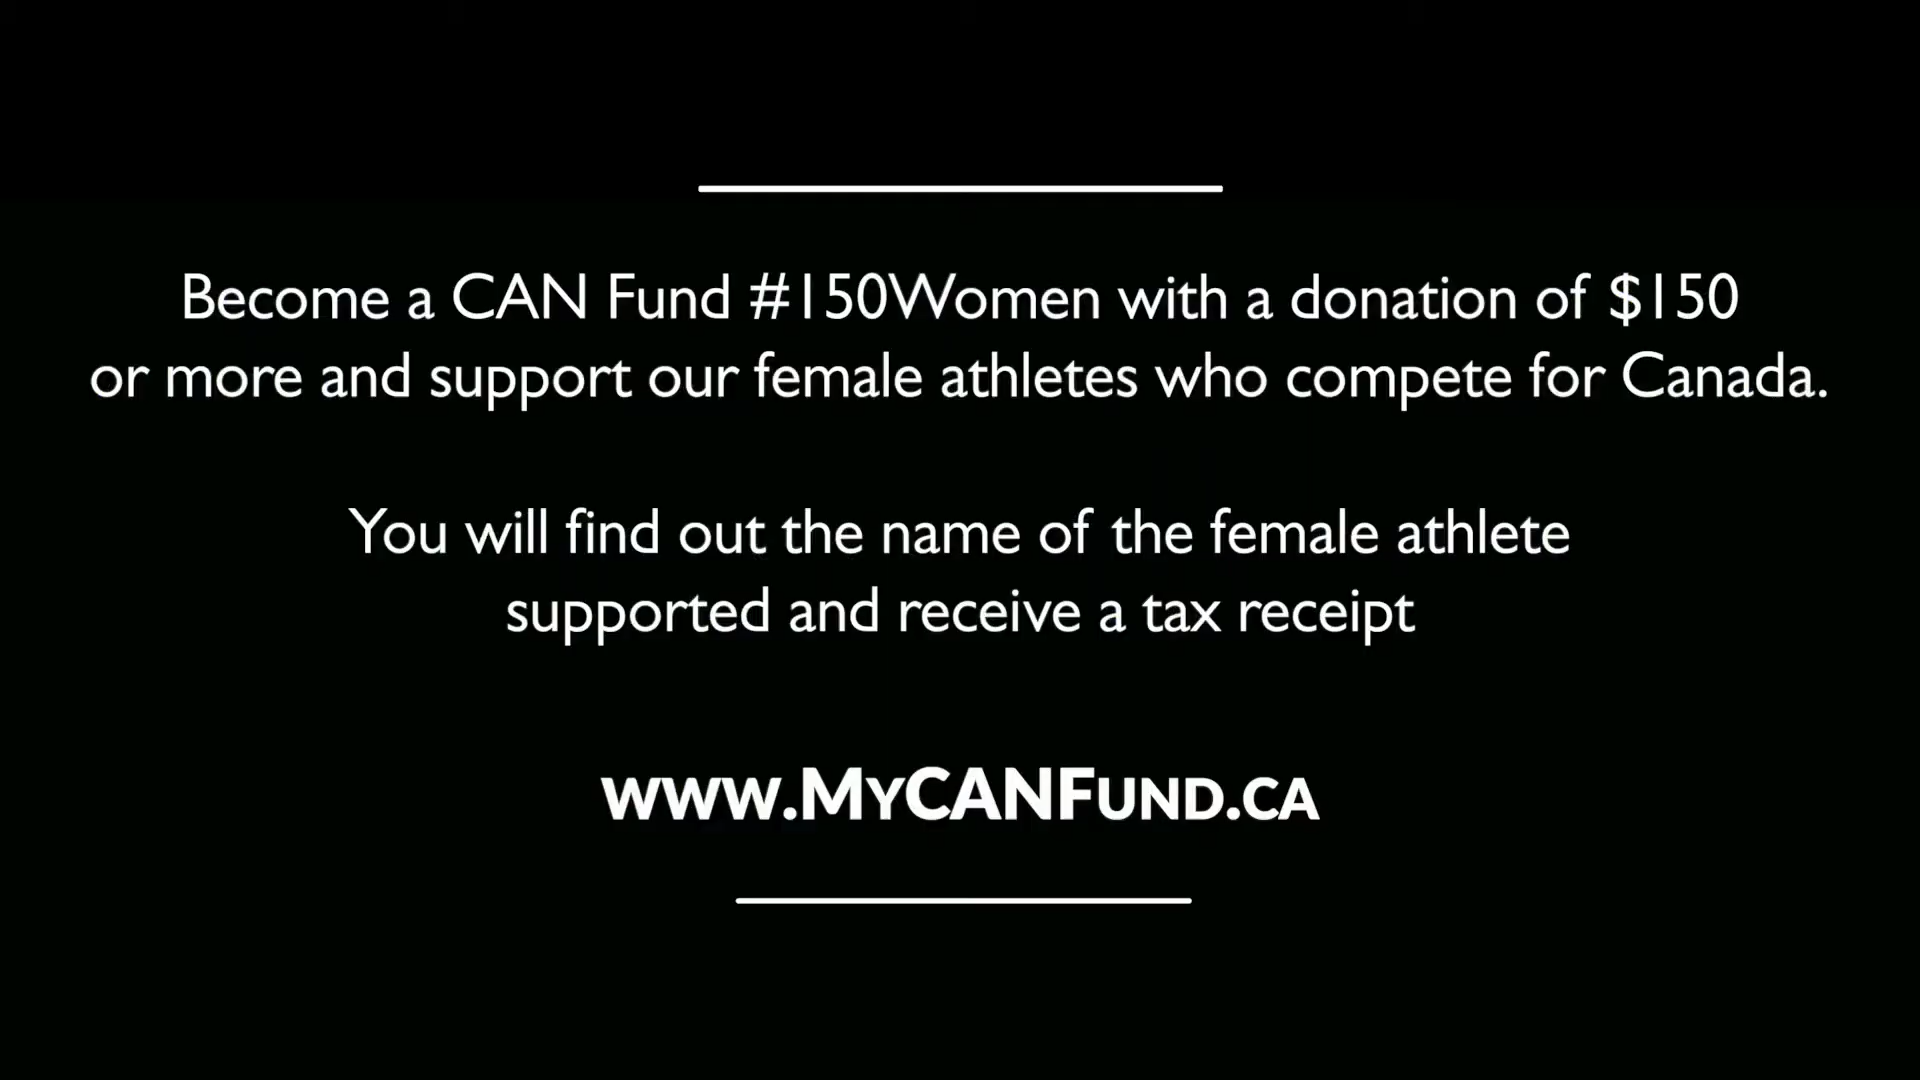 Become a CAN Fund #150Women with a donation of $150
or more and support our female athletes who compete for Canada.
You will find out the name of the female athlete
supported and receive a tax receipt
www.MyCANFund.ca